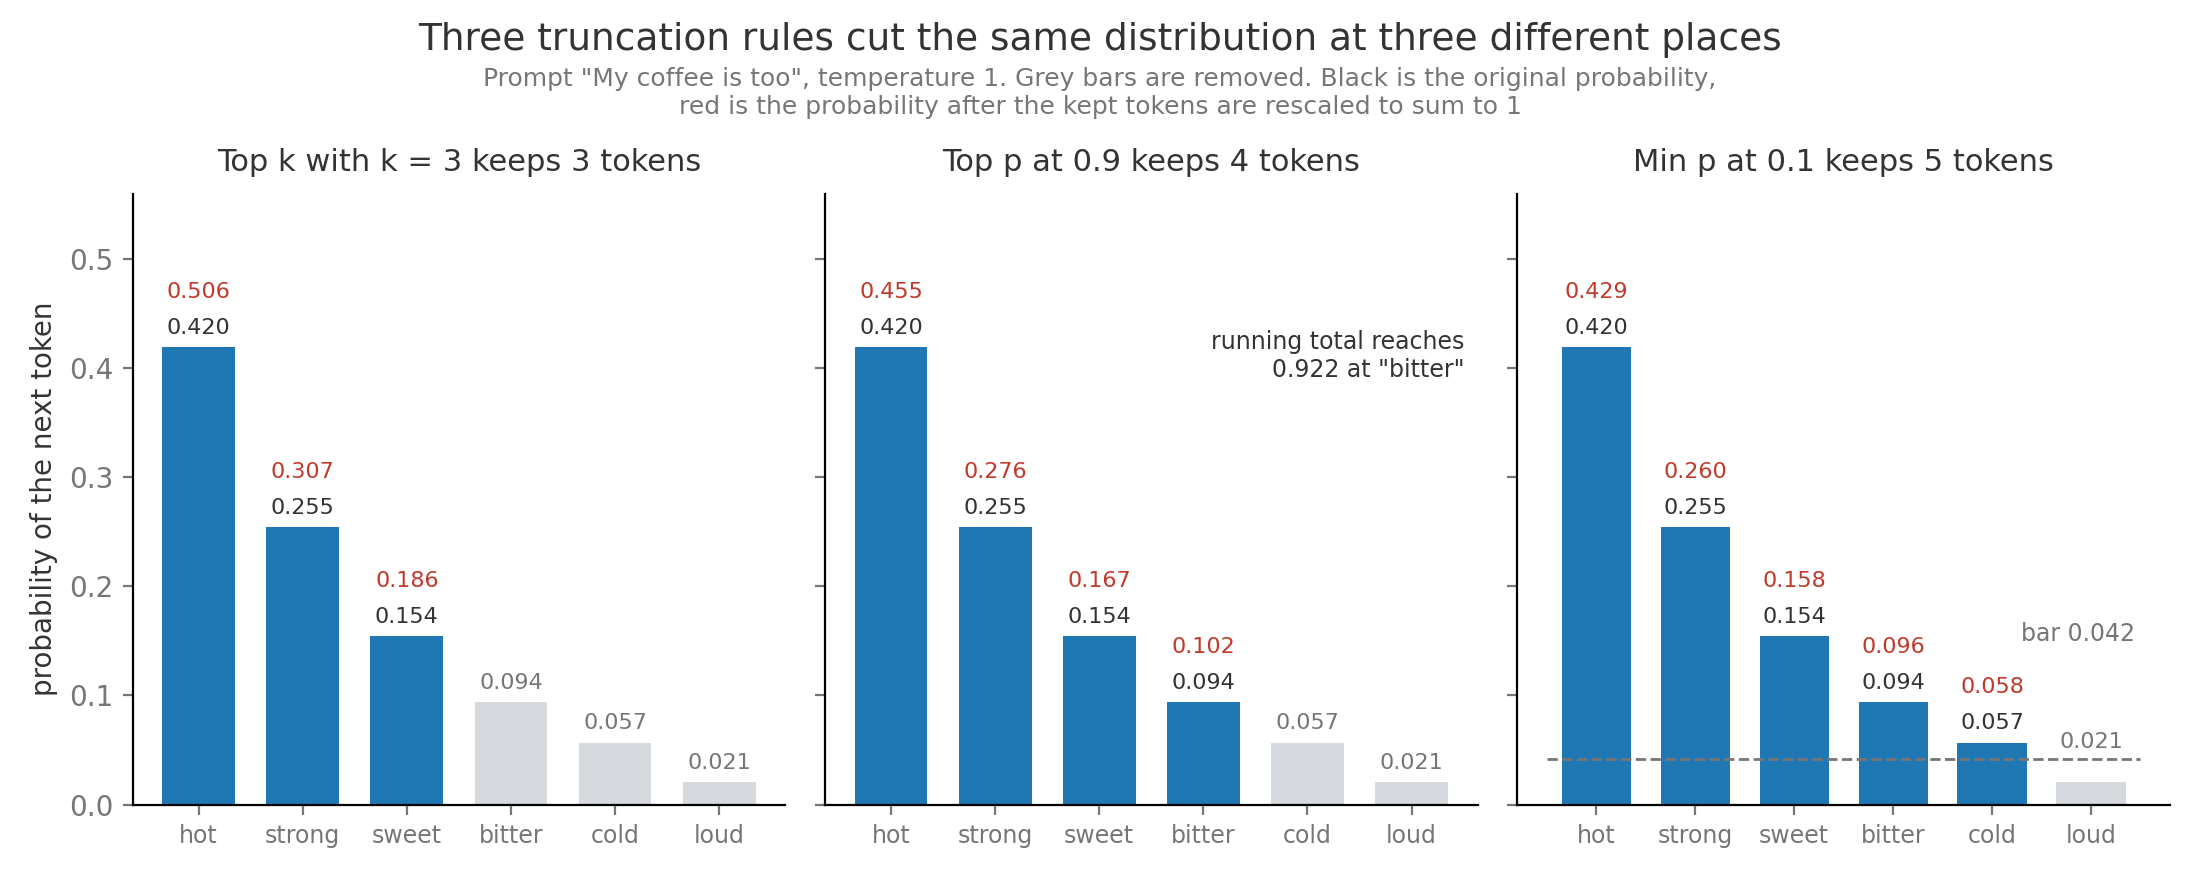 Three truncation rules cut the same distribution at three different places
Prompt "My coffee is too", temperature 1. Grey bars are removed. Black is the original probability,
red is the probability after the kept tokens are rescaled to sum to 1
Top k with k = 3 keeps 3 tokens
probability of the next token
0.5
0.4
0.3
0.2
0.1
0.0
0.506
0.420
0.307
0.255
0.186
0.154
0.094
0.057
0.021
hot strong sweet bitter cold loud
Top p at 0.9 keeps 4 tokens
0.455
0.420
running total reaches
0.922 at "bitter"
0.276
0.255
0.167
0.154
0.102
0.094
0.057
0.021
hot strong sweet bitter cold loud
Min p at 0.1 keeps 5 tokens
0.429
0.420
0.260
0.255
0.158
0.154
0.096
0.094
0.058
0.057
bar 0.042
0.021
hot strong sweet bitter cold loud